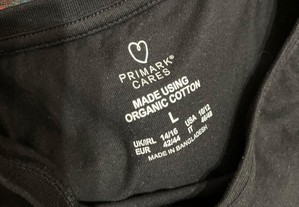 PRIMARK®
CARES
MADE USING
ORGANIC COTTON
L
UK/IRL 14/16 USA 10/12
EUR 42/44 IT 46/48
MADE IN BANGLADESH